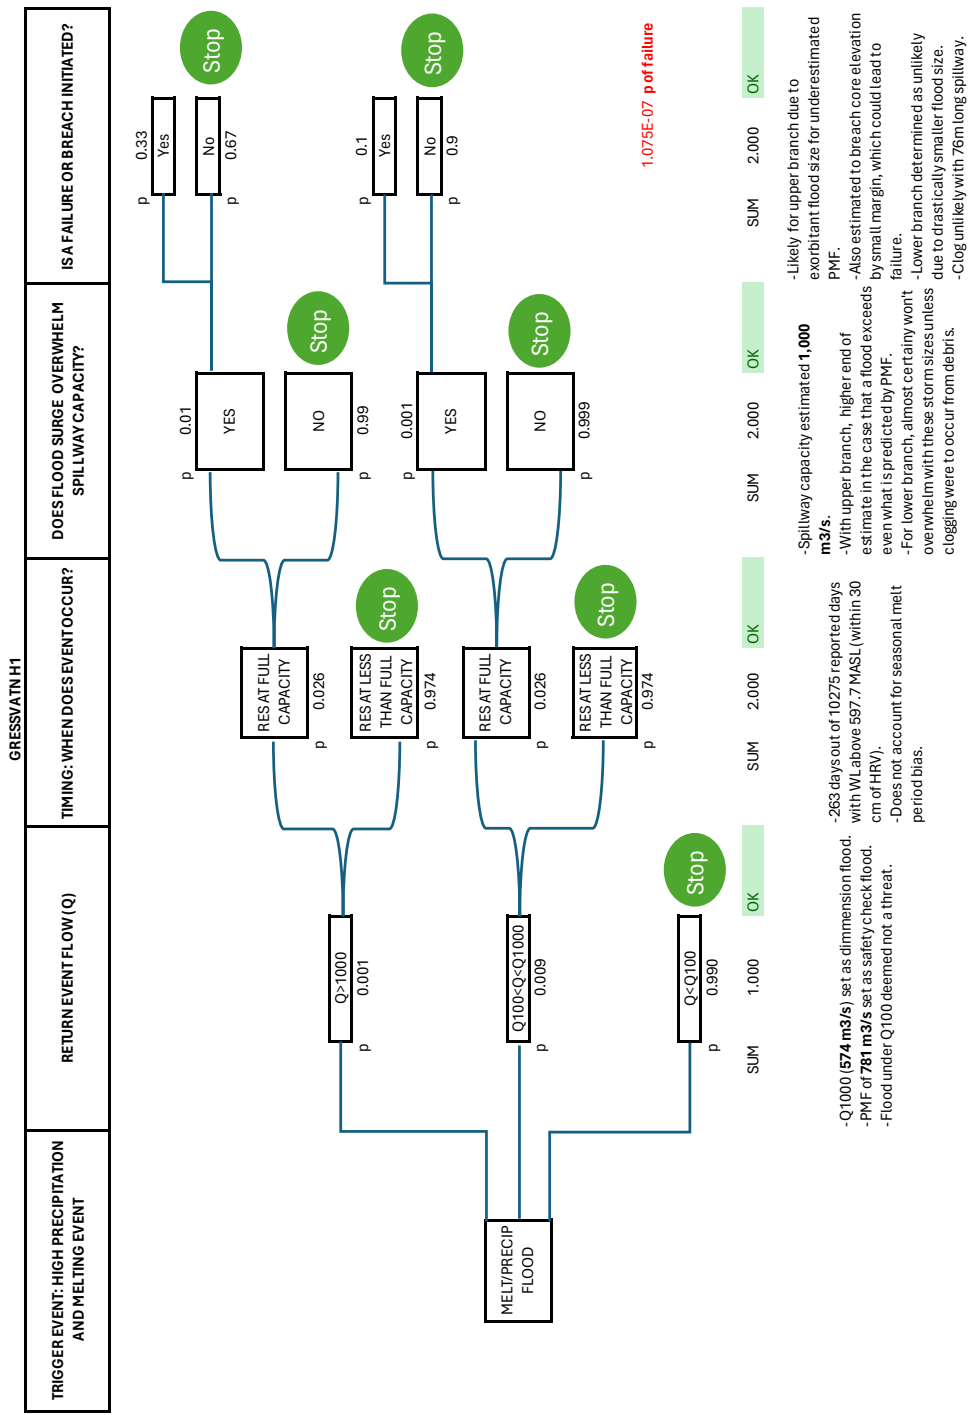 GRESSVATN H1
TRIGGER EVENT: HIGH PRECIPITATION
AND MELTING EVENT
RETURN EVENT FLOW (Q)
TIMING: WHEN DOES EVENT OCCUR?
DOES FLOOD SURGE OVERWHELM
SPILLWAY CAPACITY?
IS A FAILURE OR BREACH INITIATED?
MELT/PRECIP
FLOOD
Q>1000
p
0.001
Q100<Q<Q1000
p
0.009
Q<Q100
p
0.990
Stop
SUM
1.000
OK
-Q1000 (574 m3/s) set as dimmension flood.
-PMF of 781 m3/s set as safety check flood.
-Flood under Q100 deemed not a threat.
RES AT FULL
CAPACITY
p
0.026
RES AT LESS
THAN FULL
CAPACITY
p
0.974
Stop
RES AT FULL
CAPACITY
p
0.026
RES AT LESS
THAN FULL
CAPACITY
p
0.974
Stop
SUM
2.000
OK
-263 days out of 10275 reported days
with WL above 597.7 MASL (within 30
cm of HRV).
-Does not account for seasonal melt
period bias.
p
0.01
YES
NO
p
0.99
Stop
p
0.001
YES
NO
p
0.999
Stop
SUM
2.000
OK
-Spillway capacity estimated 1,000
m3/s.
-With upper branch, higher end of
estimate in the case that a flood exceeds
even what is predicted by PMF.
-For lower branch, almost certainy won't
overwhelm with these storm sizes unless
clogging were to occur from debris.
p
0.33
Yes
No
p
0.67
Stop
p
0.1
Yes
No
p
0.9
Stop
1.075E-07 p of failure
SUM
2.000
OK
-Likely for upper branch due to
exorbitant flood size for underestimated
PMF.
-Also estimated to breach core elevation
by small margin, which could lead to
failure.
-Lower branch determined as unlikely
due to drastically smaller flood size.
-Clog unlikely with 76m long spillway.